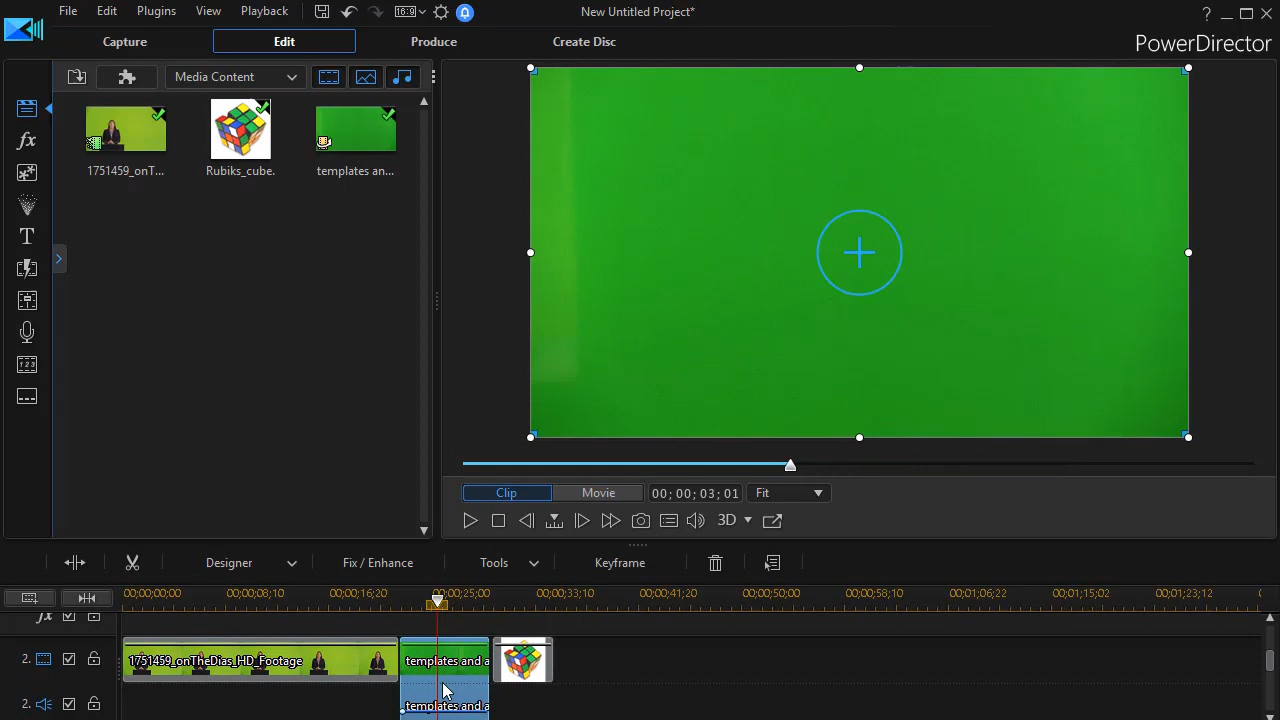 File Edit Plugins View Playback 16:9 New Untitled Project* ?
Capture Edit Produce Create Disc
PowerDirector
Media Content
1751459_onT... Rubiks_cube. templates an...
fx
T
Clip Movie 00; 00; 03; 01 Fit
3D
Designer Fix / Enhance Tools Keyframe
00;00;00;00 00;00;08;10 00;00;16;20 00;00;25;00 00;00;33;10 00;00;41;20 00;00;50;00 00;00;58;10 00;01;06;22 00;01;15;02 00;01;23;12
fx
2. 1751459_onTheDias_HD_Footage templates and a
2. templates and a